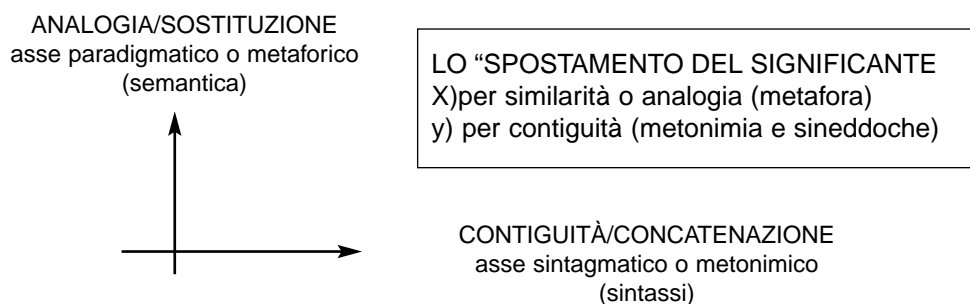 ANALOGIA/SOSTITUZIONE
asse paradigmatico o metaforico
(semantica)
LO “SPOSTAMENTO DEL SIGNIFICANTE
X)per similarità o analogia (metafora)
y) per contiguità (metonimia e sineddoche)
CONTIGUITÀ/CONCATENAZIONE
asse sintagmatico o metonimico
(sintassi)